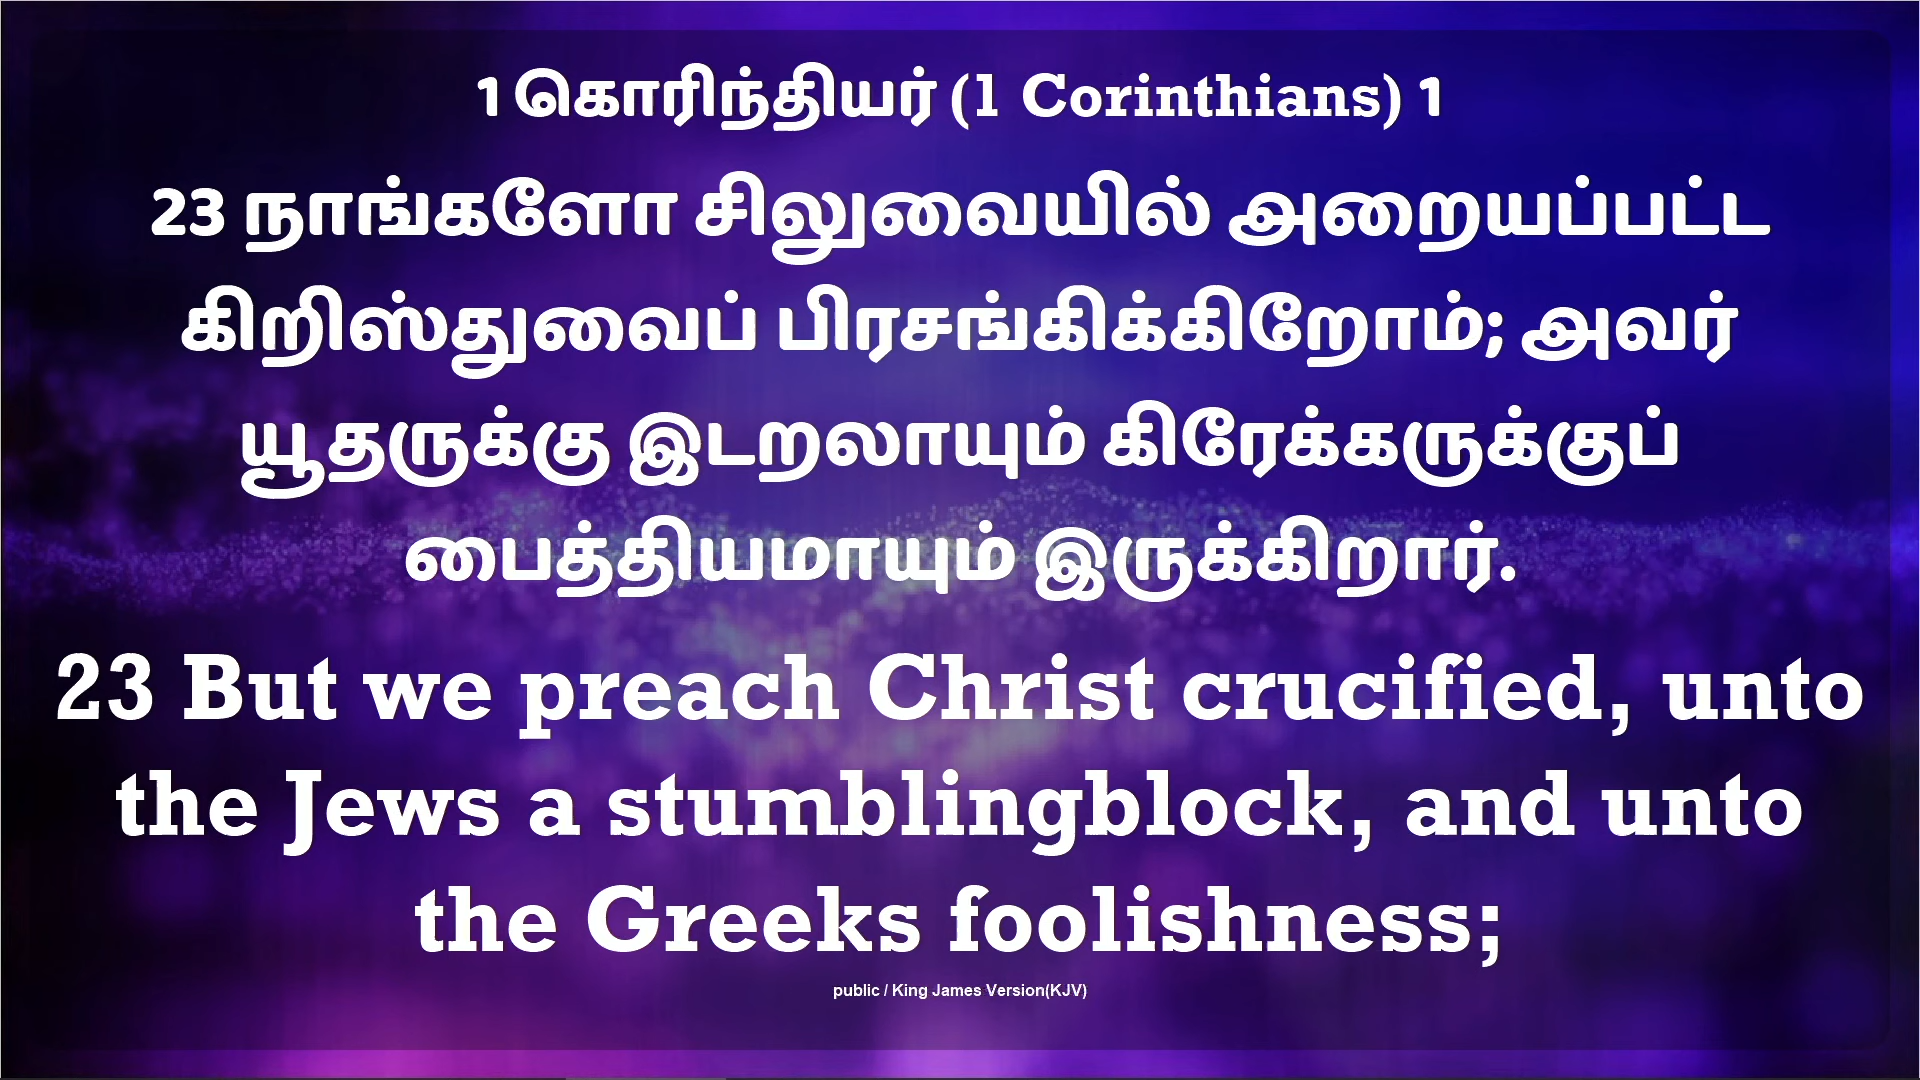 1 கொரிந்தியர் (1 Corinthians) 1
23 நாங்களோ சிலுவையில் அறையப்பட்ட
கிறிஸ்துவைப் பிரசங்கிக்கிறோம்; அவர்
யூதருக்கு இடறலாயும் கிரேக்கருக்குப்
பைத்தியமாயும் இருக்கிறார்.
23 But we preach Christ crucified, unto
the Jews a stumblingblock, and unto
the Greeks foolishness;
public / King James Version(KJV)